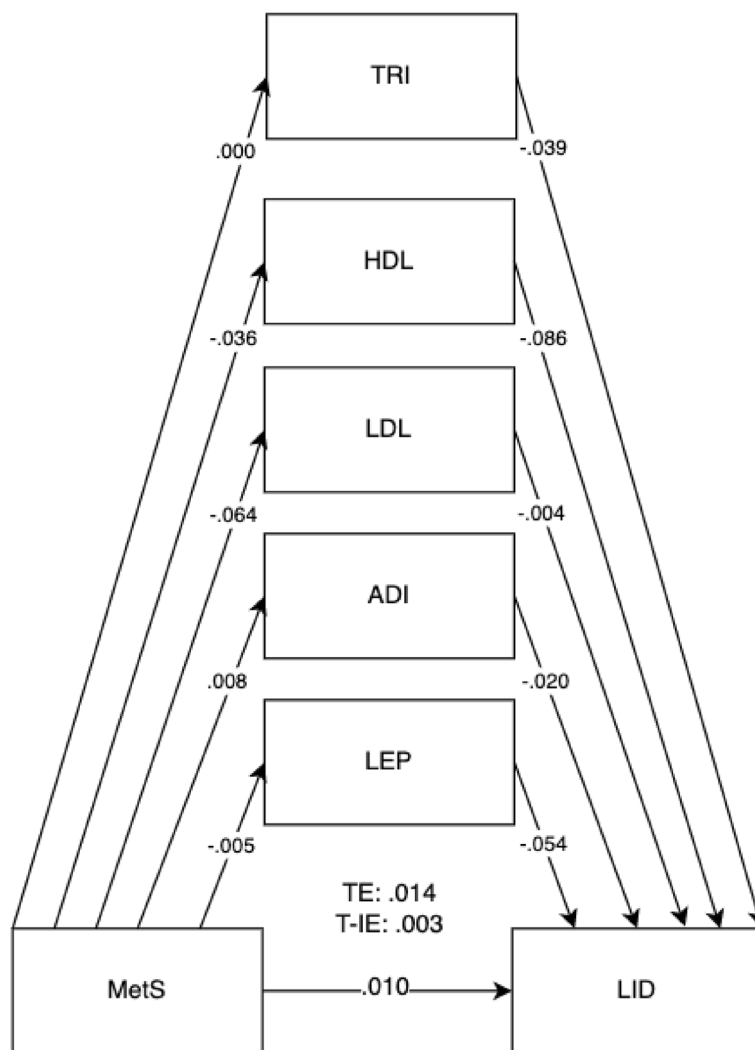 TRI
.000
-.039
HDL
-.036
-.086
LDL
-.064
-.004
ADI
.008
-.020
LEP
-.005
-.054
TE: .014
T-IE: .003
MetS
.010
LID